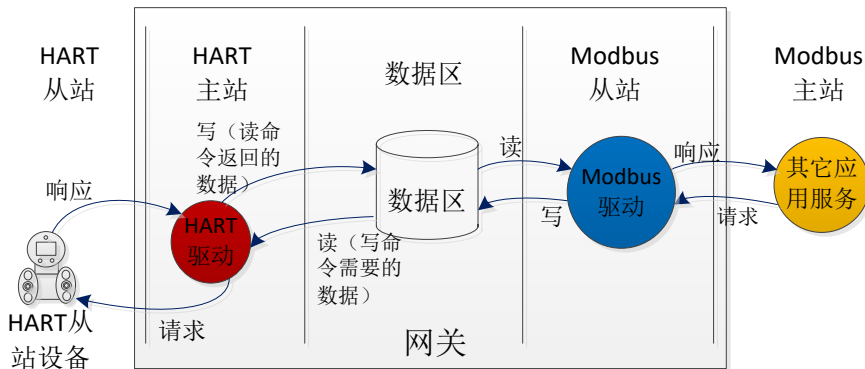 HART
从站
HART
主站
数据区
Modbus
从站
Modbus
主站
写（读命
令返回的
数据）
读
响应
响应
数据区
Modbus
驱动
其它应
用服务
HART
驱动
写
请求
读（写命
令需要的
数据）
HART从
站设备
请求
网关